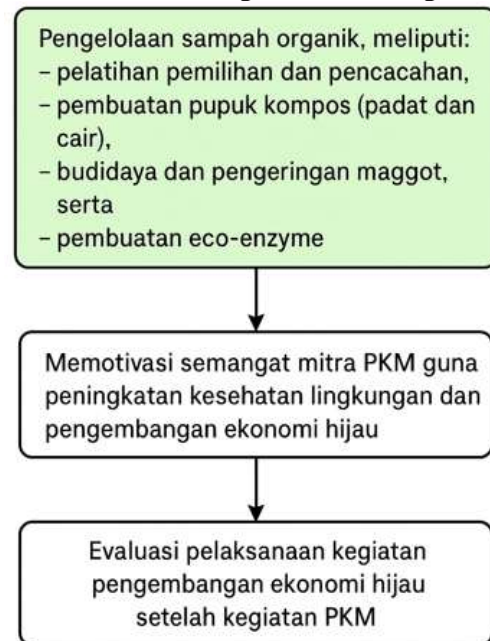 Pengelolaan sampah organik, meliputi:
– pelatihan pemilihan dan pencacahan,
– pembuatan pupuk kompos (padat dan
cair),
– budidaya dan pengeringan maggot,
serta
– pembuatan eco-enzyme
Memotivasi semangat mitra PKM guna
peningkatan kesehatan lingkungan dan
pengembangan ekonomi hijau
Evaluasi pelaksanaan kegiatan
pengembangan ekonomi hijau
setelah kegiatan PKM